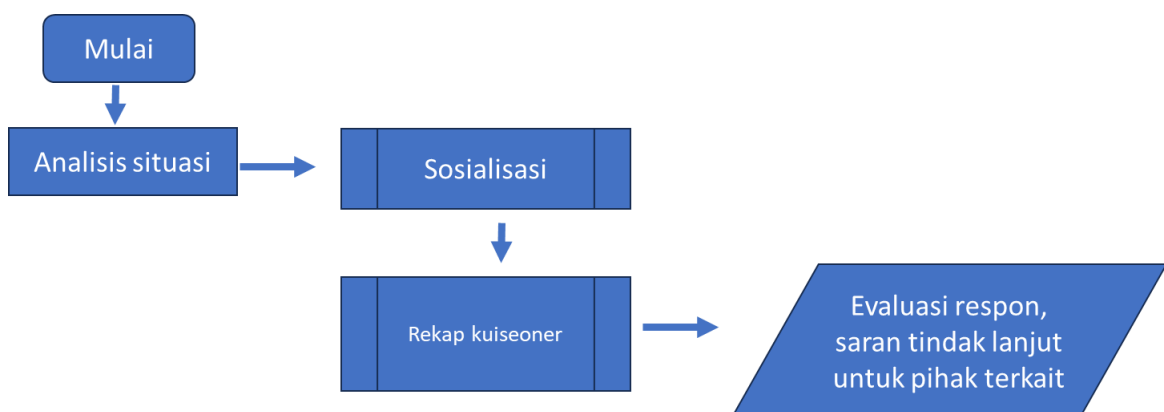 Mulai
Analisis situasi
Sosialisasi
Rekap kuiseoner
Evaluasi respon,
saran tindak lanjut
untuk pihak terkait